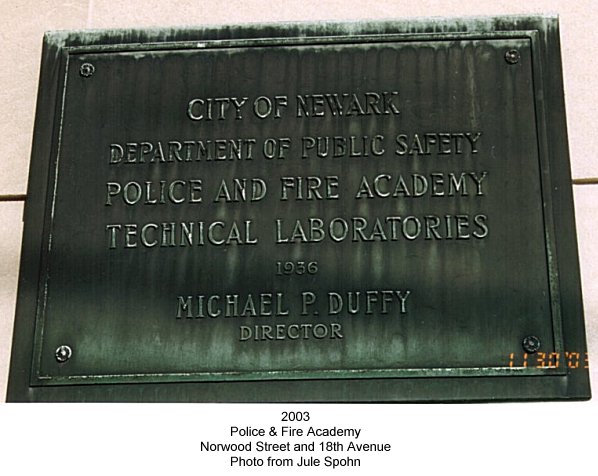 CITY OF NEWARK
DEPARTMENT OF PUBLIC SAFETY
POLICE AND FIRE ACADEMY
TECHNICAL LABORATORIES
1936
MICHAEL P. DUFFY
DIRECTOR
11 30 '03
2003
Police & Fire Academy
Norwood Street and 18th Avenue
Photo from Jule Spohn